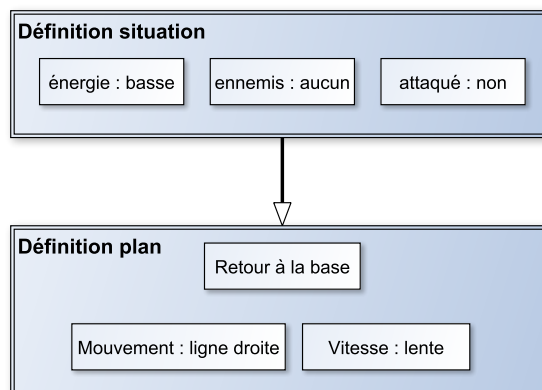 Définition situation
énergie : basse
ennemis : aucun
attaqué : non
Définition plan
Retour à la base
Mouvement : ligne droite
Vitesse : lente